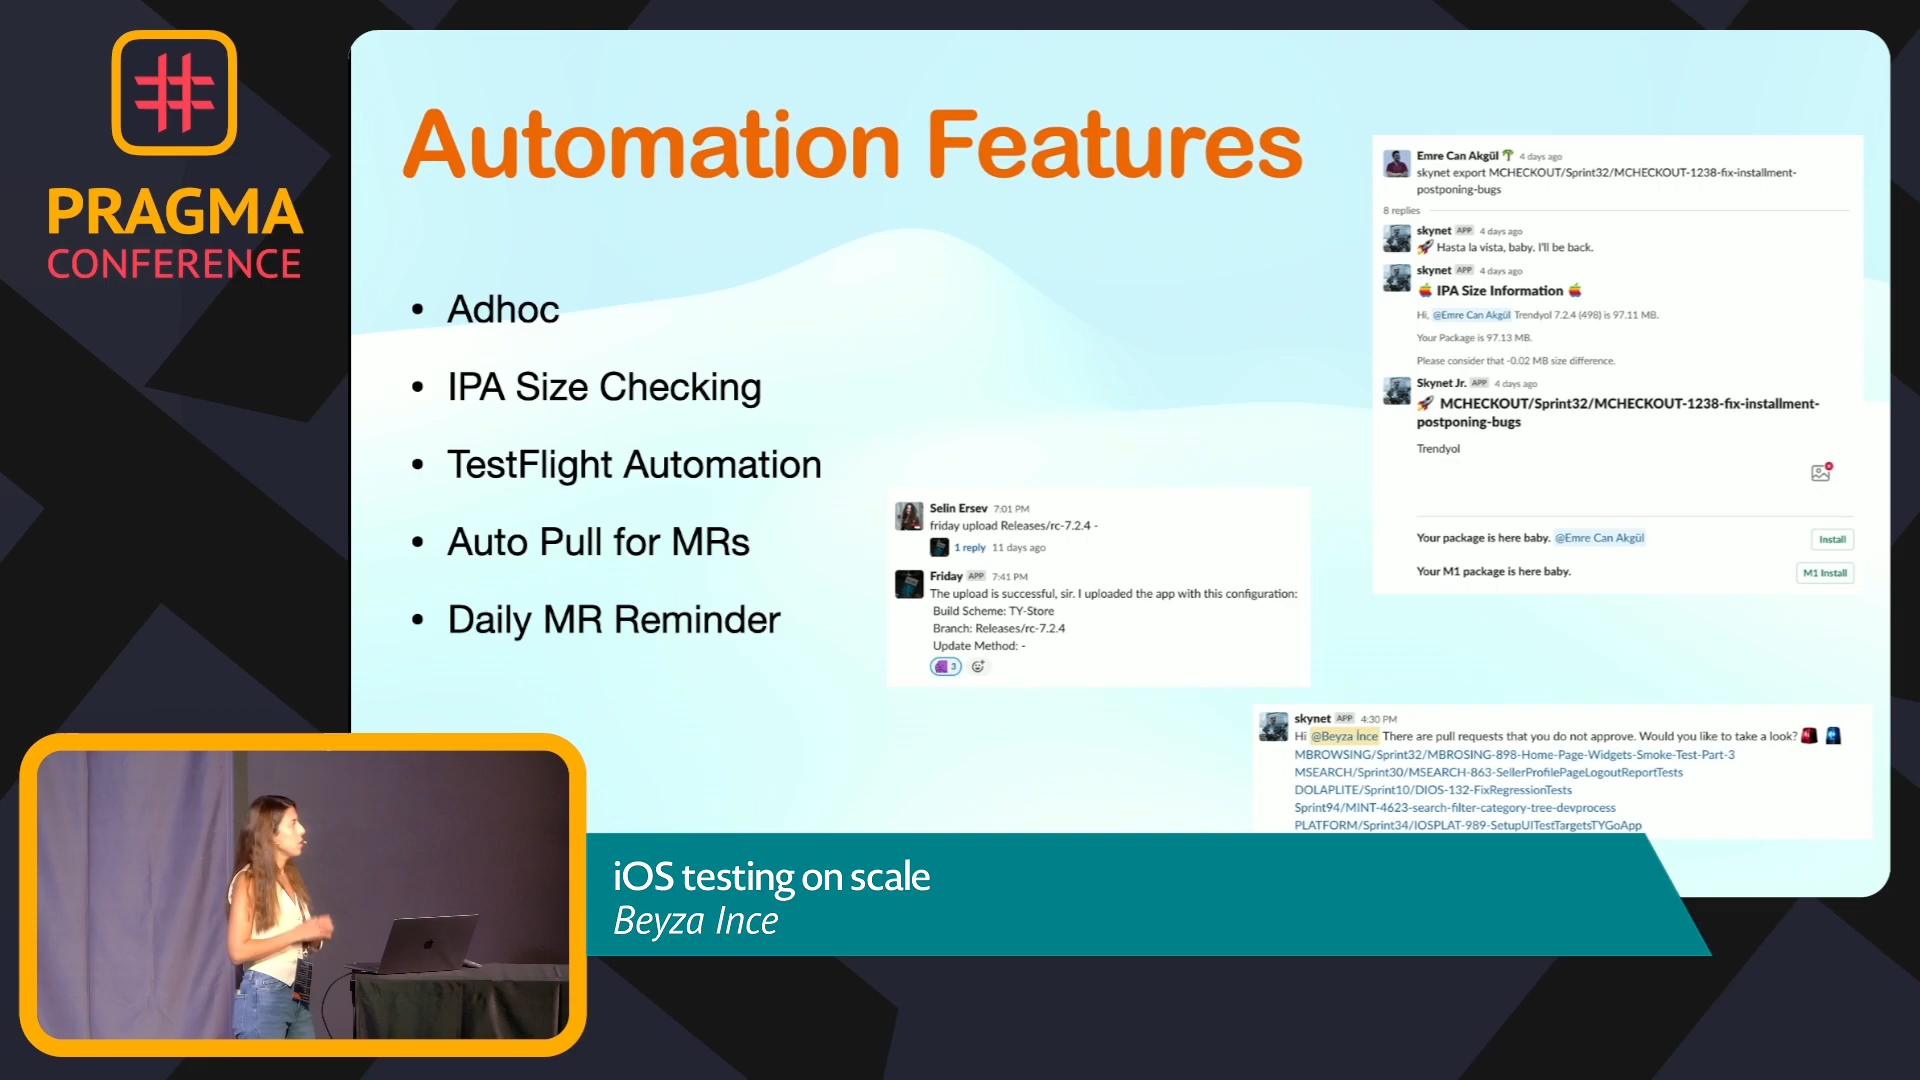 PRAGMA
CONFERENCE
Automation Features
• Adhoc
• IPA Size Checking
• TestFlight Automation
• Auto Pull for MRs
• Daily MR Reminder
Emre Can Akgül 4 days ago
skynet export MCHECKOUT/Sprint32/MCHECKOUT-1238-fix-installment-
postponing-bugs
8 replies
skynet APP 4 days ago
Hasta la vista, baby. I'll be back.
skynet APP 4 days ago
IPA Size Information
Hi, @Emre Can Akgül Trendyol 7.2.4 (498) is 97.11 MB.
Your Package is 97.13 MB.
Please consider that -0.02 MB size difference.
Skynet Jr. APP 4 days ago
MCHECKOUT/Sprint32/MCHECKOUT-1238-fix-installment-
postponing-bugs
Trendyol
Your package is here baby. @Emre Can Akgül Install
Your M1 package is here baby. M1 Install
Selin Ersev 7:01 PM
friday upload Releases/rc-7.2.4 -
1 reply 11 days ago
Friday APP 7:41 PM
The upload is successful, sir. I uploaded the app with this configuration:
Build Scheme: TY-Store
Branch: Releases/rc-7.2.4
Update Method: -
3
skynet APP 4:30 PM
Hi @Beyza İnce There are pull requests that you do not approve. Would you like to take a look?
MBROWSING/Sprint32/MBROSING-898-Home-Page-Widgets-Smoke-Test-Part-3
MSEARCH/Sprint30/MSEARCH-863-SellerProfilePageLogoutReportTests
DOLAPLITE/Sprint10/DIOS-132-FixRegressionTests
Sprint94/MINT-4623-search-filter-category-tree-devprocess
PLATFORM/Sprint34/IOSPLAT-989-SetupUITestTargetsTYGoApp
iOS testing on scale
Beyza Ince